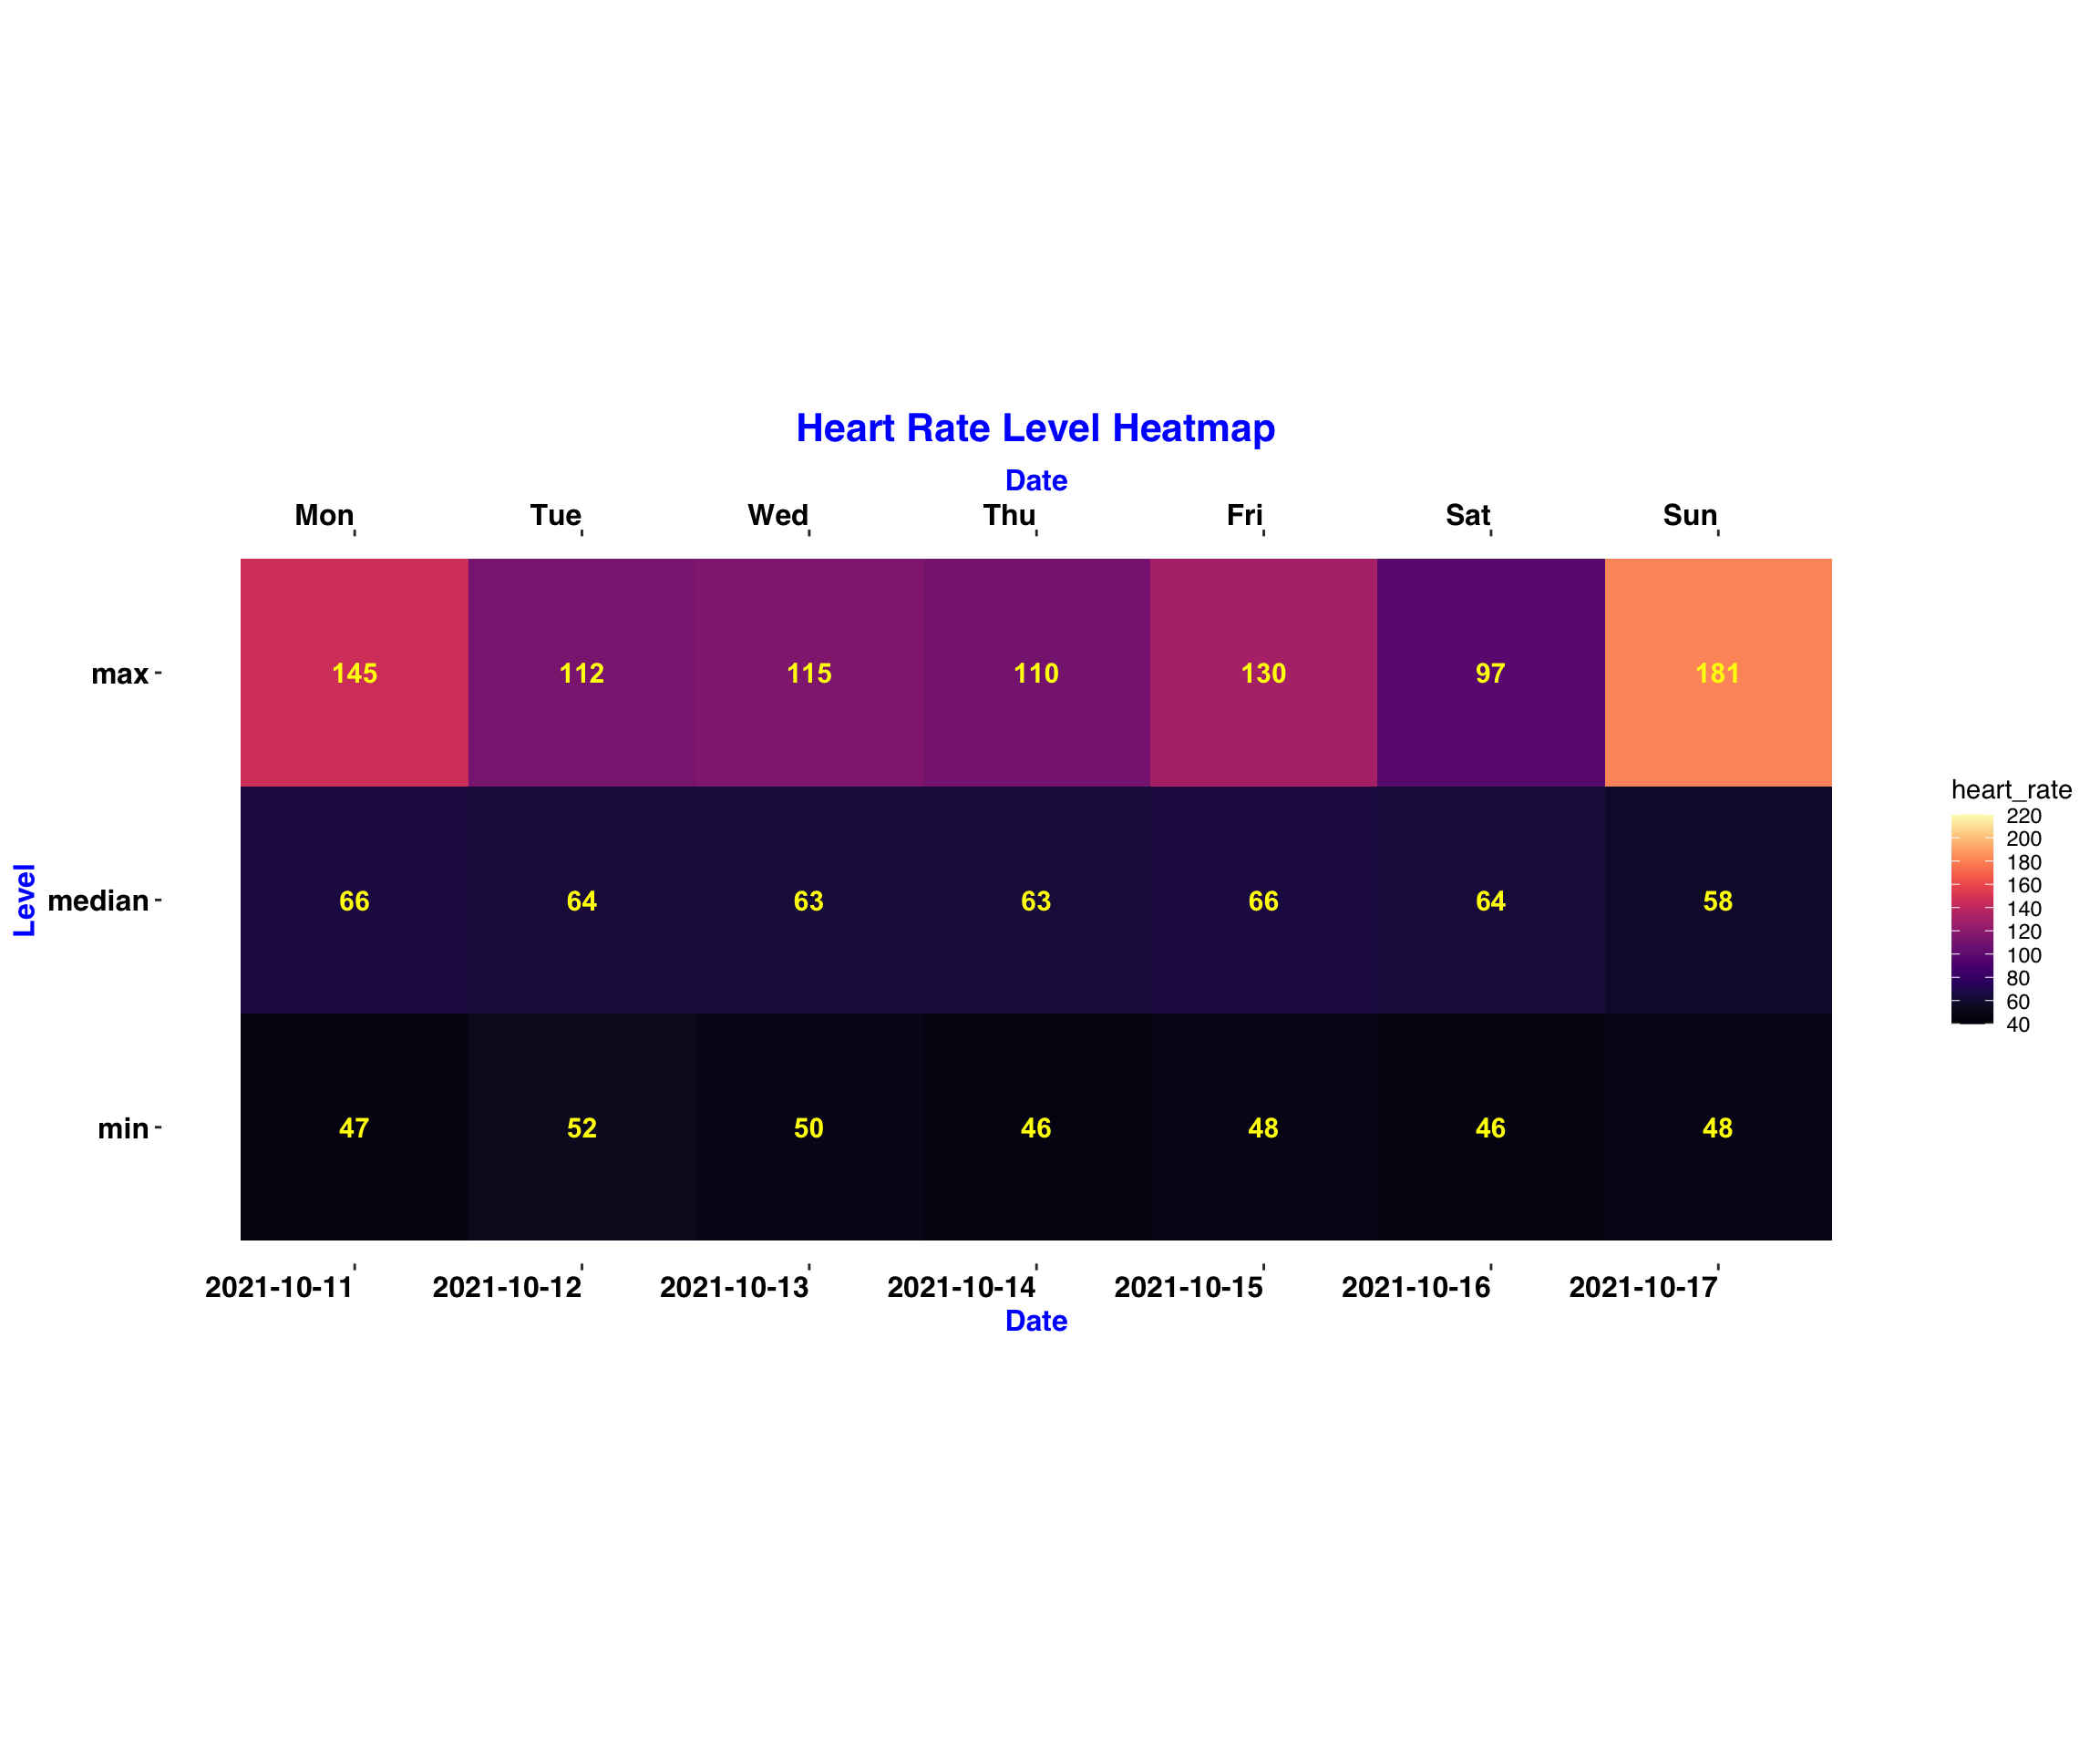 Heart Rate Level Heatmap
Date
Mon Tue Wed Thu Fri Sat Sun
max 145 112 115 110 130 97 181
Level
median 66 64 63 63 66 64 58
min 47 52 50 46 48 46 48
2021-10-11 2021-10-12 2021-10-13 2021-10-14 2021-10-15 2021-10-16 2021-10-17
Date
heart_rate
220
200
180
160
140
120
100
80
60
40